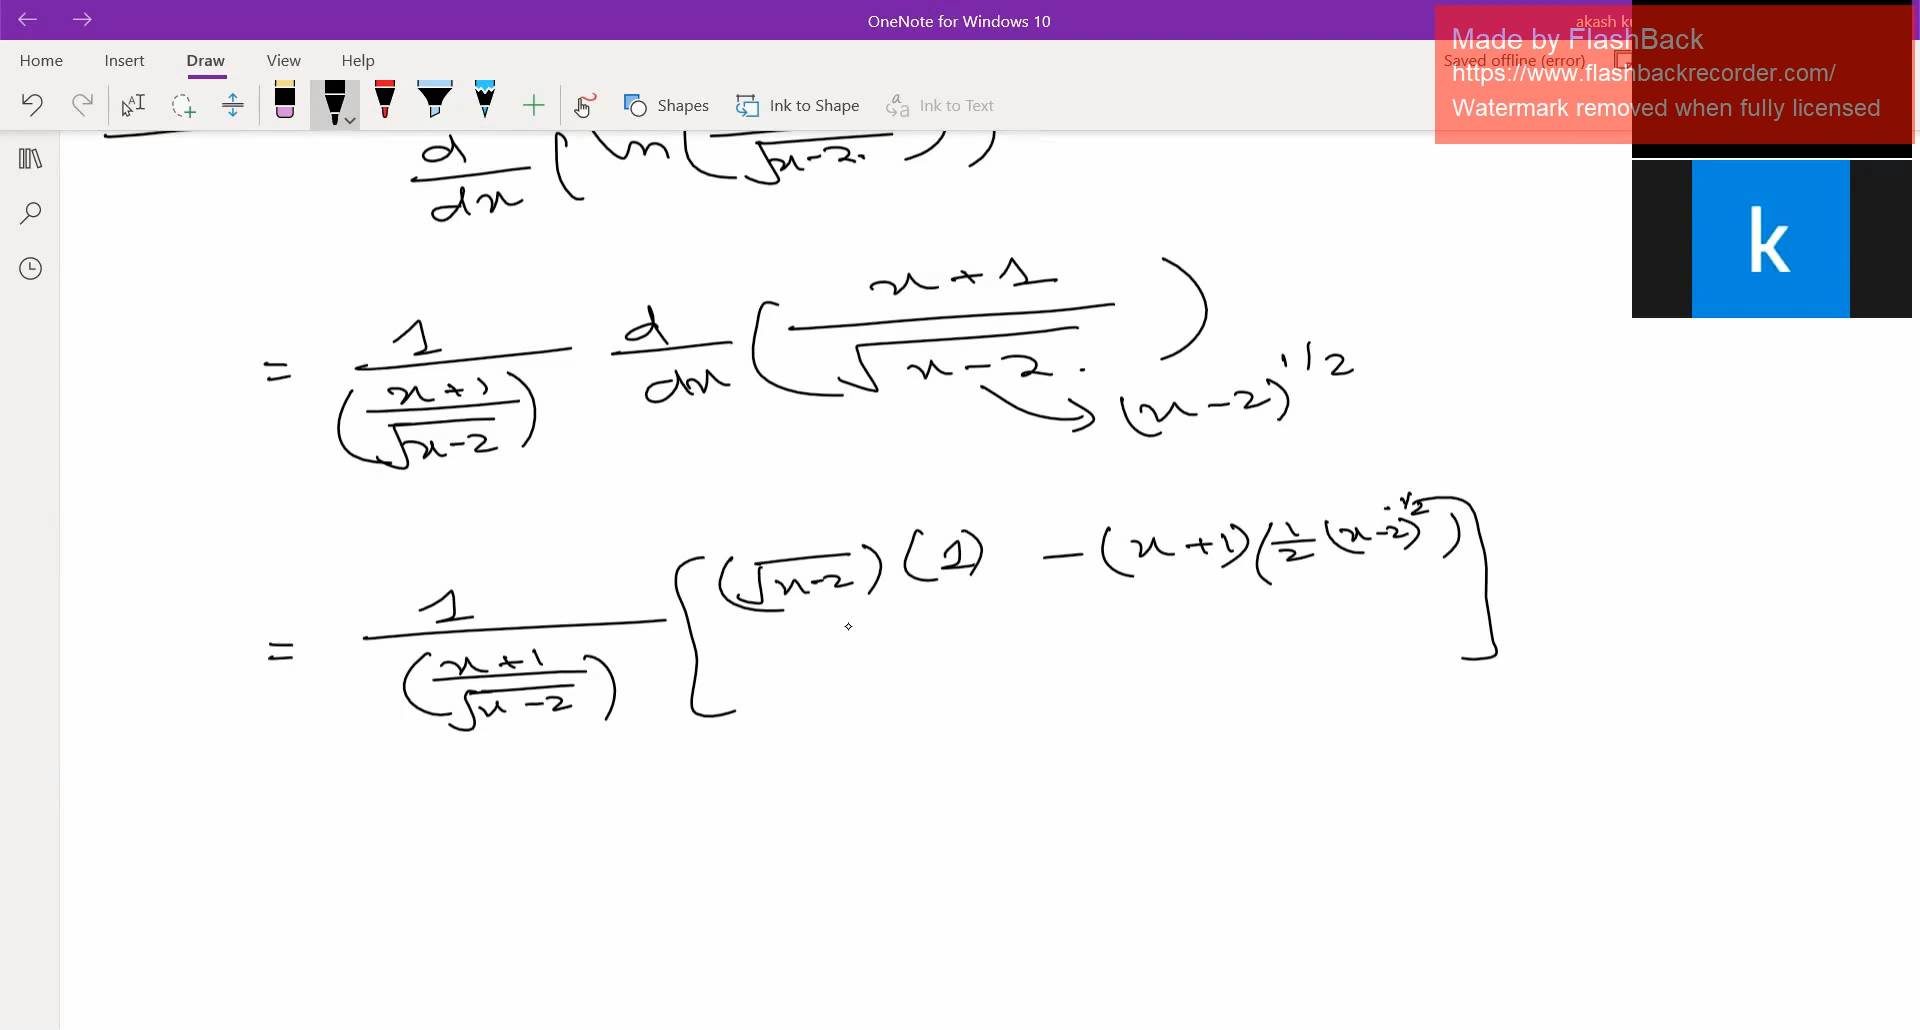 OneNote for Windows 10
akash k
Made by FlashBack
Saved offline (error)
https://www.flashbackrecorder.com/
Watermark removed when fully licensed
Home Insert Draw View Help
Shapes Ink to Shape Ink to Text
k
d/dx (ln( /√x-2. ))
= 1/((x+1)/(√x-2)) d/dx ((x+1)/(√x-2.))
(x-2)^1/2
= 1/((x+1)/(√x-2)) [(√x-2)(1) - (x+1)(1/2 (x-2)^-1/2)]